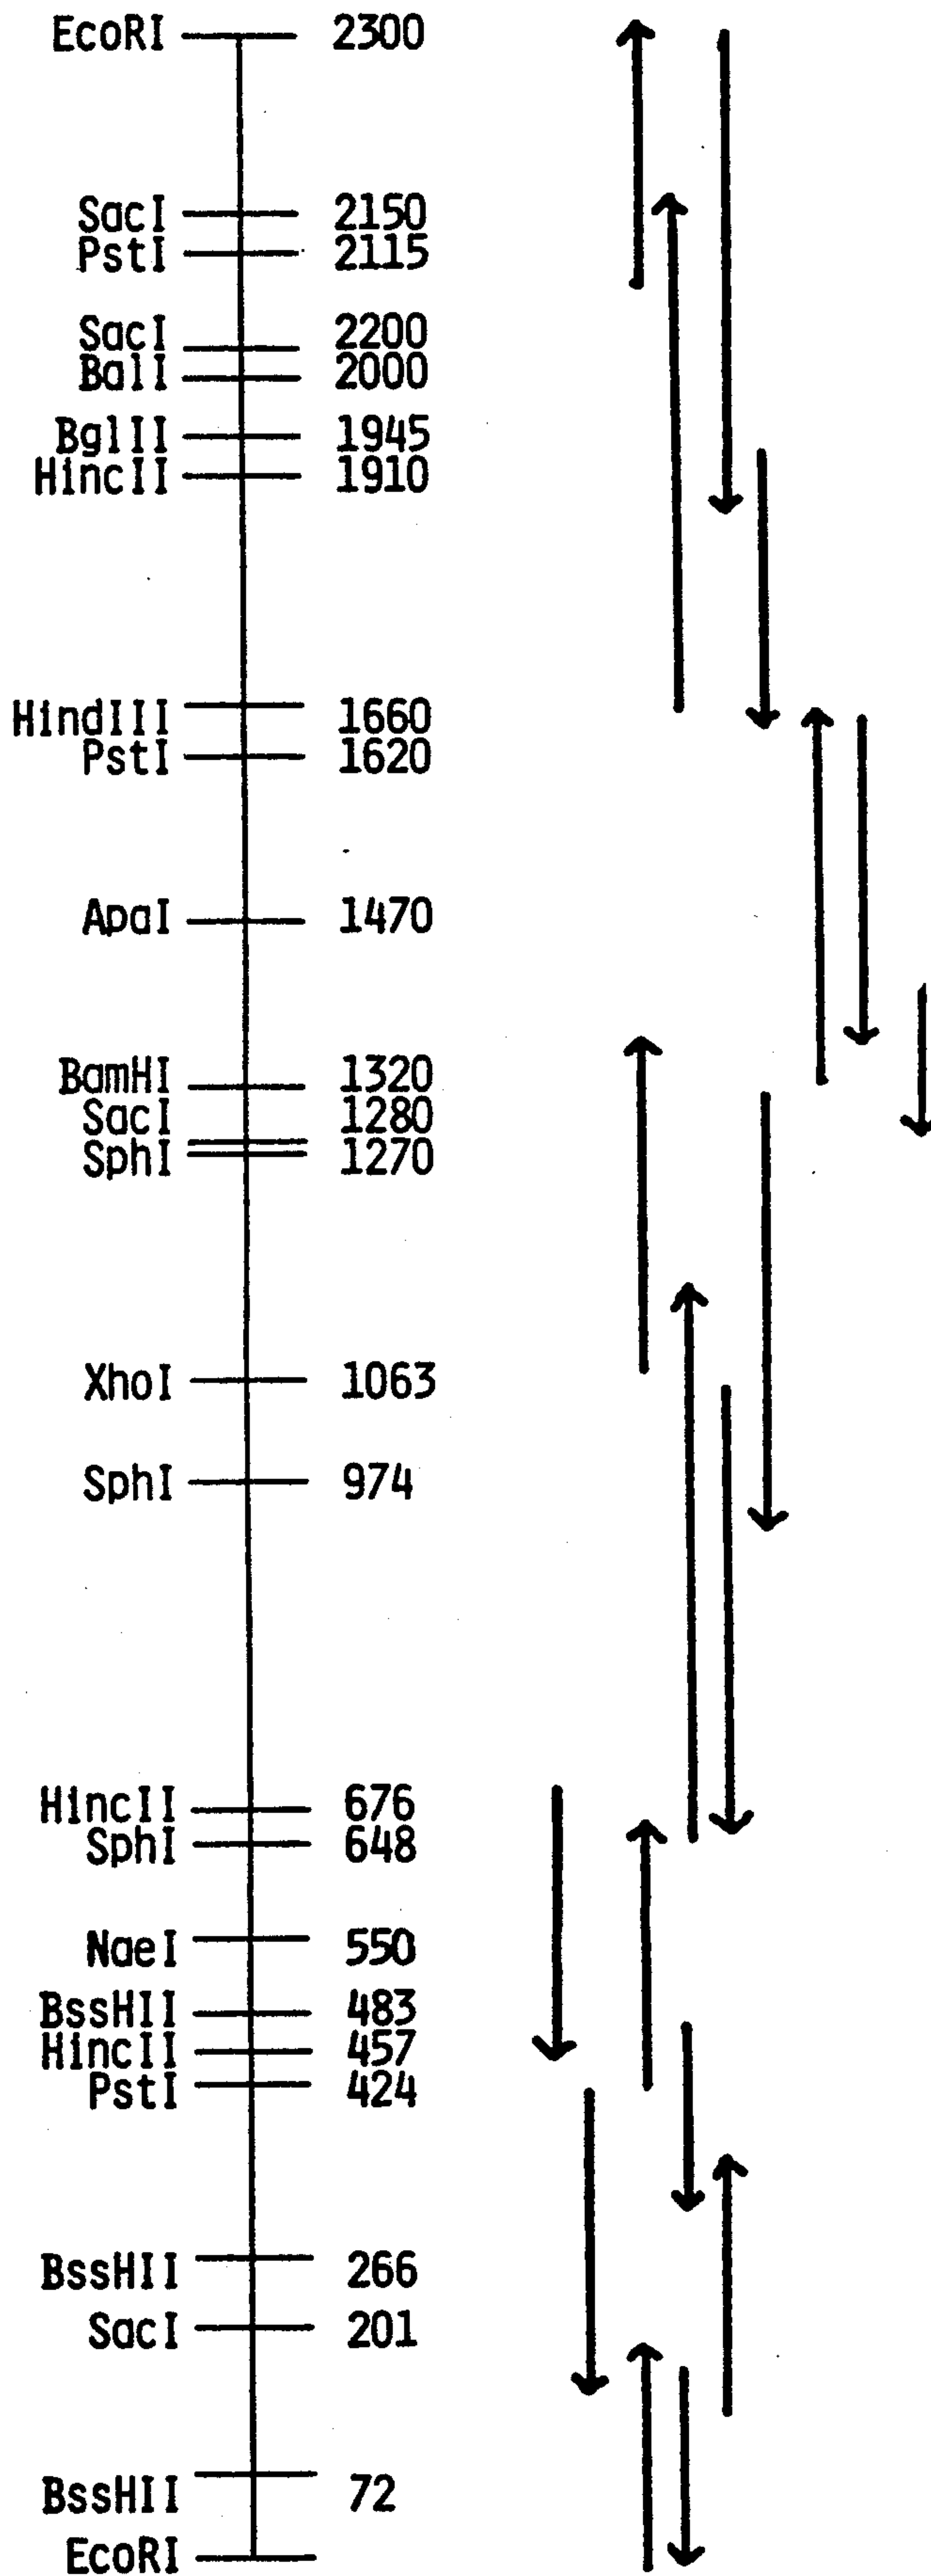 EcoRI 2300
SacI 2150
PstI 2115
SacI 2200
BalI 2000
BglII 1945
HincII 1910
HindIII 1660
PstI 1620
ApaI 1470
BamHI 1320
SacI 1280
SphI 1270
XhoI 1063
SphI 974
HincII 676
SphI 648
NaeI 550
BssHII 483
HincII 457
PstI 424
BssHII 266
SacI 201
BssHII 72
EcoRI